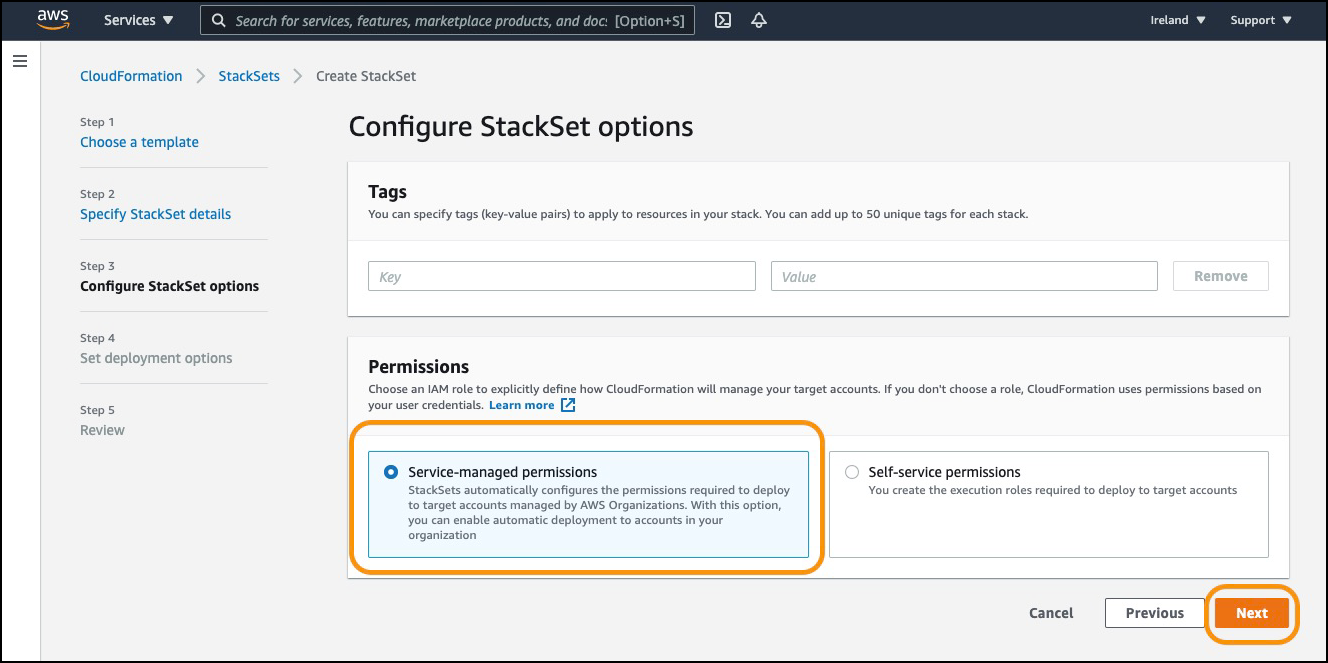 aws
Services ▼
Search for services, features, marketplace products, and doc: [Option+S]
Ireland ▼
Support ▼
CloudFormation > StackSets > Create StackSet
Step 1
Choose a template
Step 2
Specify StackSet details
Step 3
Configure StackSet options
Step 4
Set deployment options
Step 5
Review
Configure StackSet options
Tags
You can specify tags (key-value pairs) to apply to resources in your stack. You can add up to 50 unique tags for each stack.
Key
Value
Remove
Permissions
Choose an IAM role to explicitly define how CloudFormation will manage your target accounts. If you don't choose a role, CloudFormation uses permissions based on
your user credentials. Learn more
Service-managed permissions
StackSets automatically configures the permissions required to deploy
to target accounts managed by AWS Organizations. With this option,
you can enable automatic deployment to accounts in your
organization
Self-service permissions
You create the execution roles required to deploy to target accounts
Cancel
Previous
Next